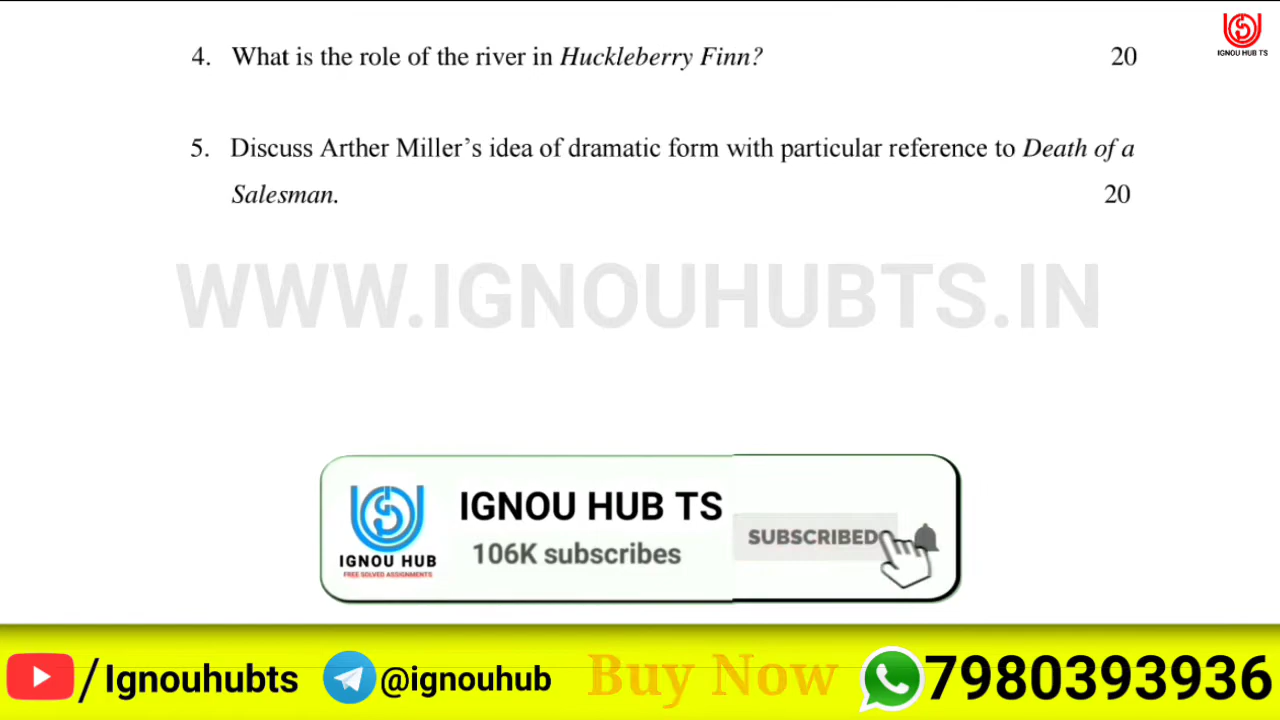 IGNOU HUB TS
4. What is the role of the river in Huckleberry Finn? 20
5. Discuss Arther Miller’s idea of dramatic form with particular reference to Death of a
Salesman. 20
WWW.IGNOUHUBTS.IN
IGNOU HUB
FREE SOLVED ASSIGNMENTS
IGNOU HUB TS
106K subscribes
SUBSCRIBED
/Ignouhubts @ignouhub Buy Now 7980393936